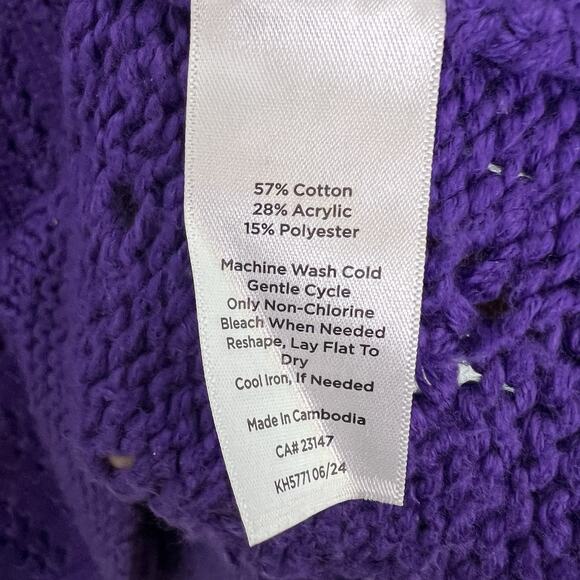 57% Cotton
28% Acrylic
15% Polyester
Machine Wash Cold
Gentle Cycle
Only Non-Chlorine
Bleach When Needed
Reshape, Lay Flat To
Dry
Cool Iron, If Needed
Made In Cambodia
CA# 23147
KH5771 06/24